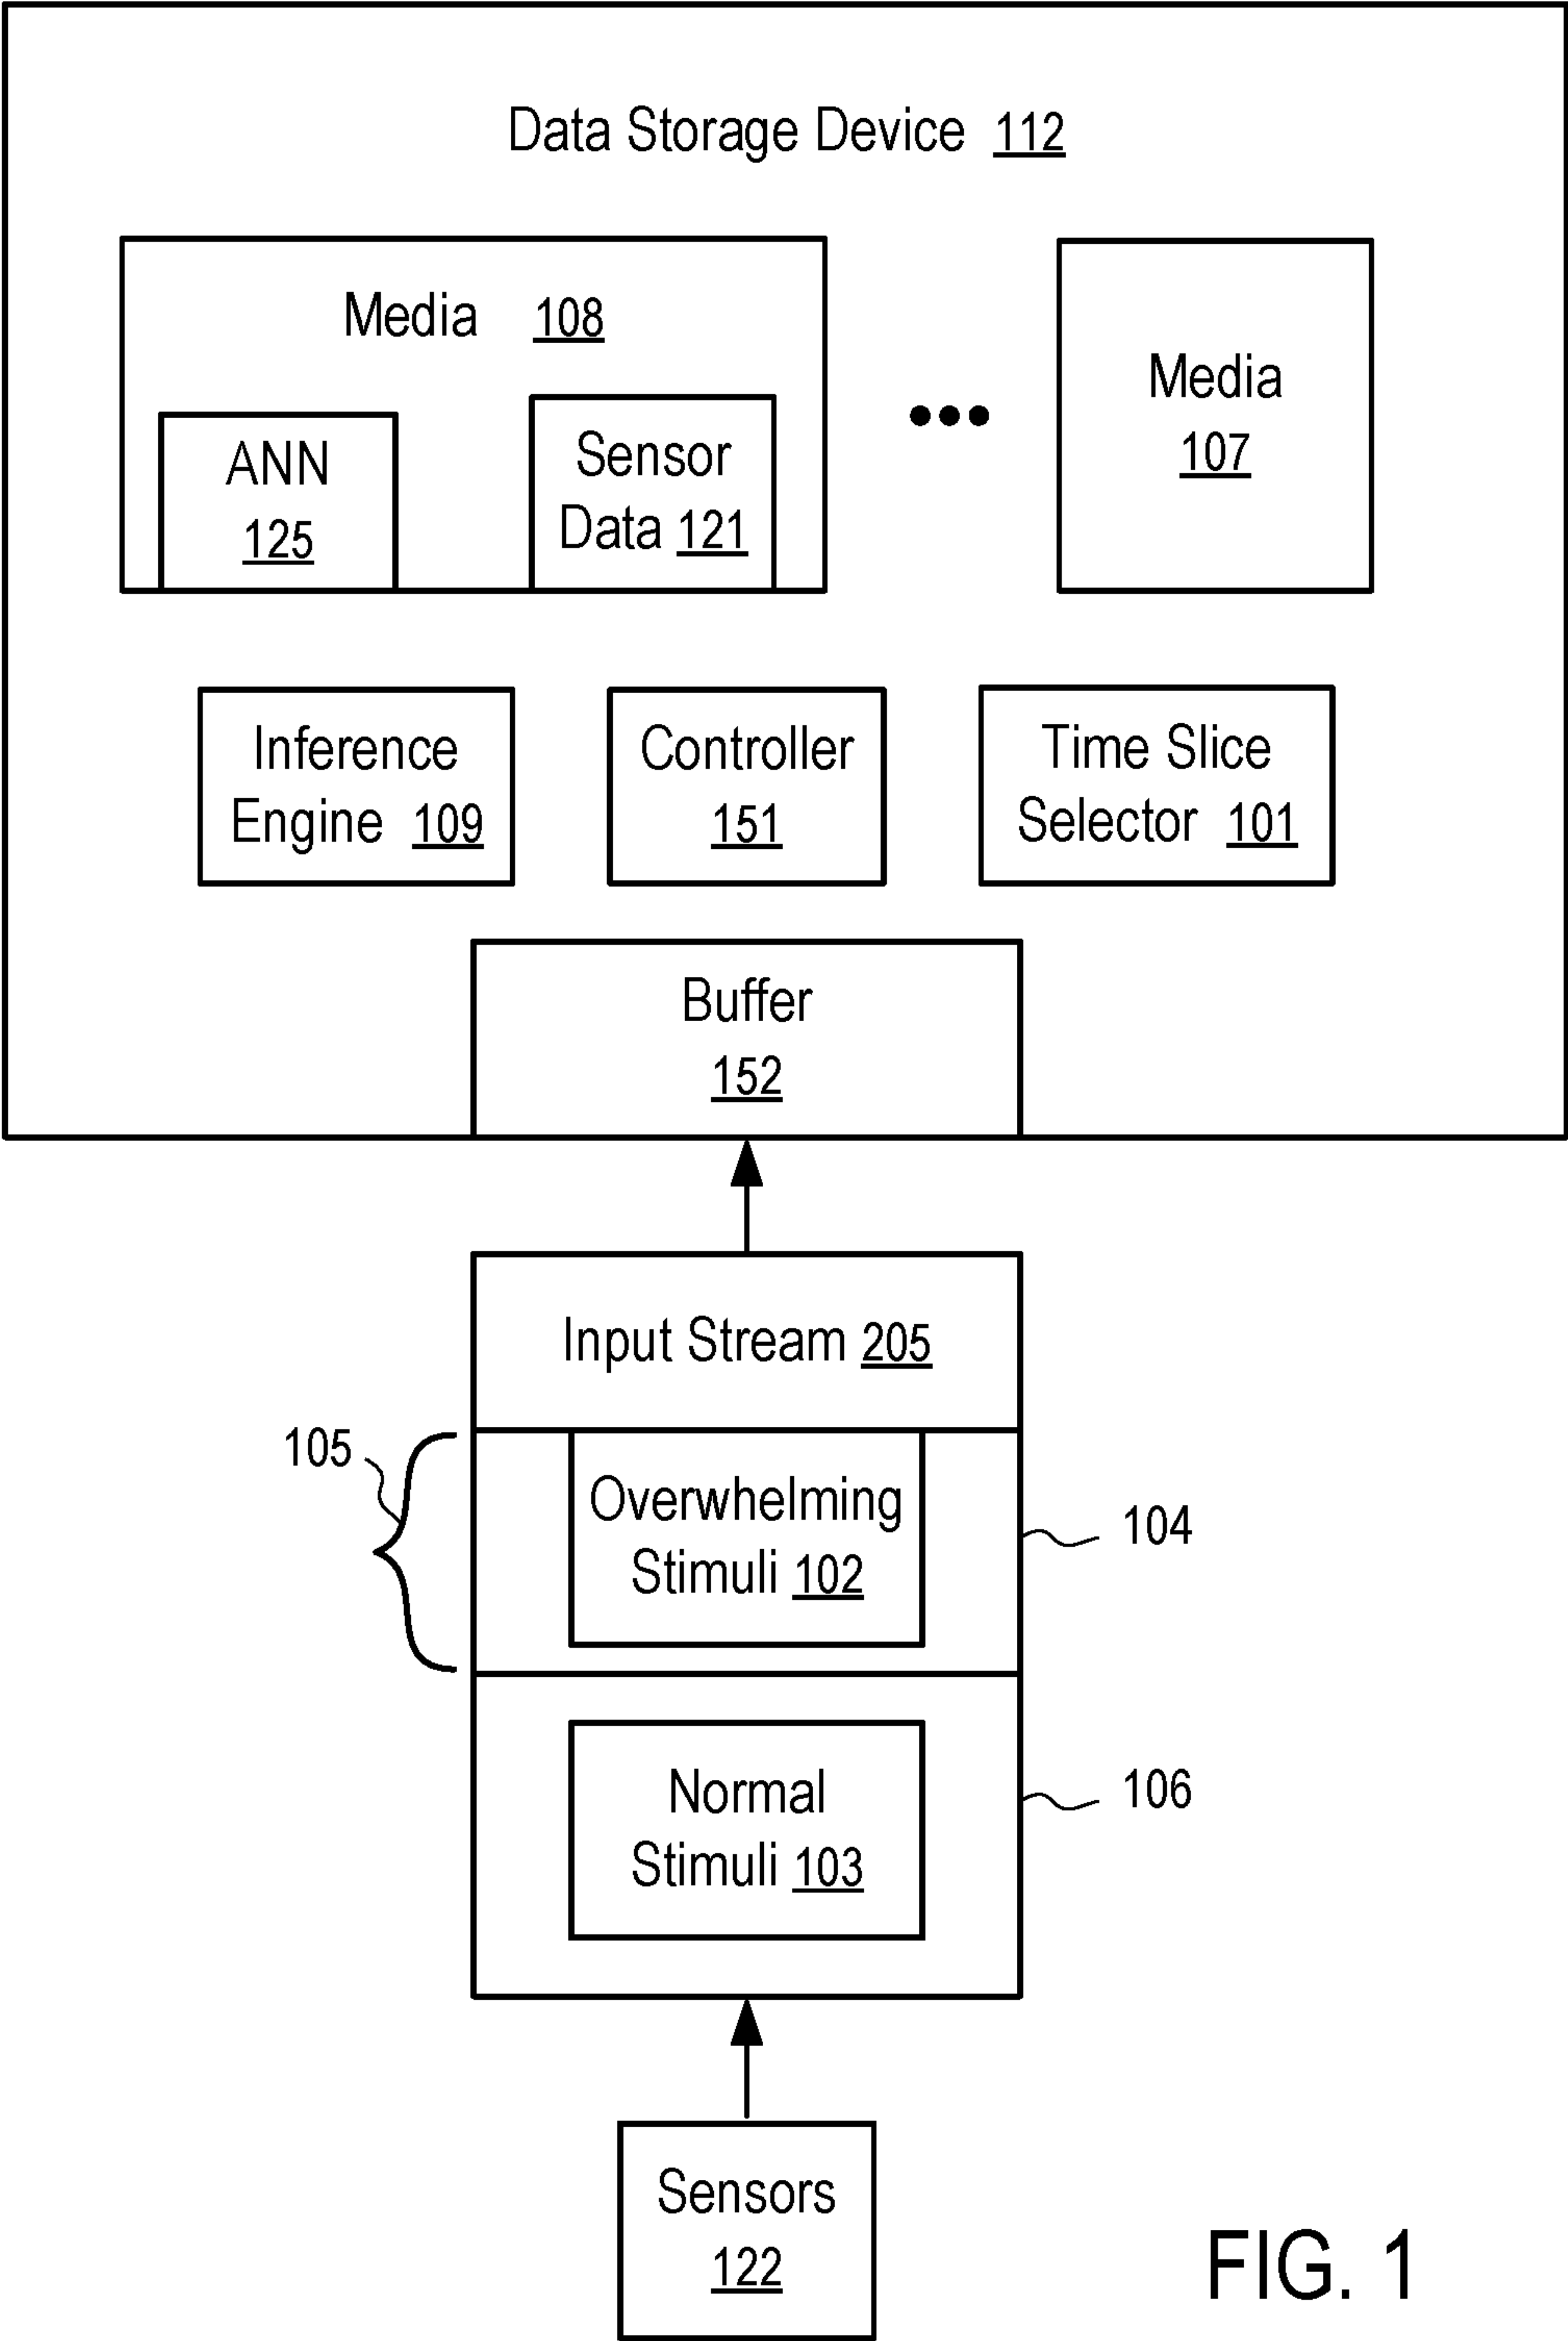 Data Storage Device 112
Media 108
ANN
125
Sensor
Data 121
Media
107
Inference
Engine 109
Controller
151
Time Slice
Selector 101
Buffer
152
Input Stream 205
105
Overwhelming
Stimuli 102
104
Normal
Stimuli 103
106
Sensors
122
FIG. 1